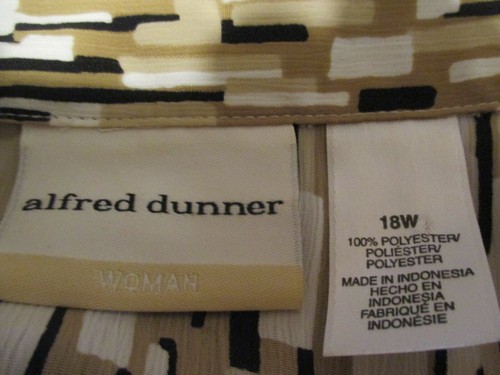 alfred dunner
WOMAN
18W
100% POLYESTER/
POLIÉSTER/
POLYESTER
MADE IN INDONESIA
HECHO EN
INDONESIA
FABRIQUÉ EN
INDONÉSIE